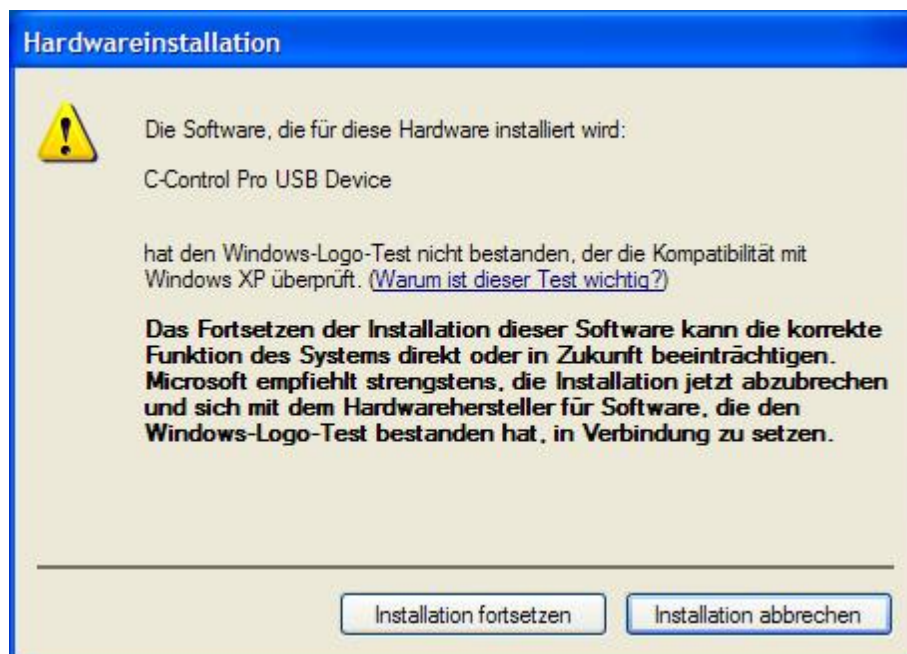 Hardwareinstallation
Die Software, die für diese Hardware installiert wird:
C-Control Pro USB Device
hat den Windows-Logo-Test nicht bestanden, der die Kompatibilität mit
Windows XP überprüft. (Warum ist dieser Test wichtig?)
Das Fortsetzen der Installation dieser Software kann die korrekte
Funktion des Systems direkt oder in Zukunft beeinträchtigen.
Microsoft empfiehlt strengstens, die Installation jetzt abzubrechen
und sich mit dem Hardwarehersteller für Software, die den
Windows-Logo-Test bestanden hat, in Verbindung zu setzen.
Installation fortsetzen Installation abbrechen